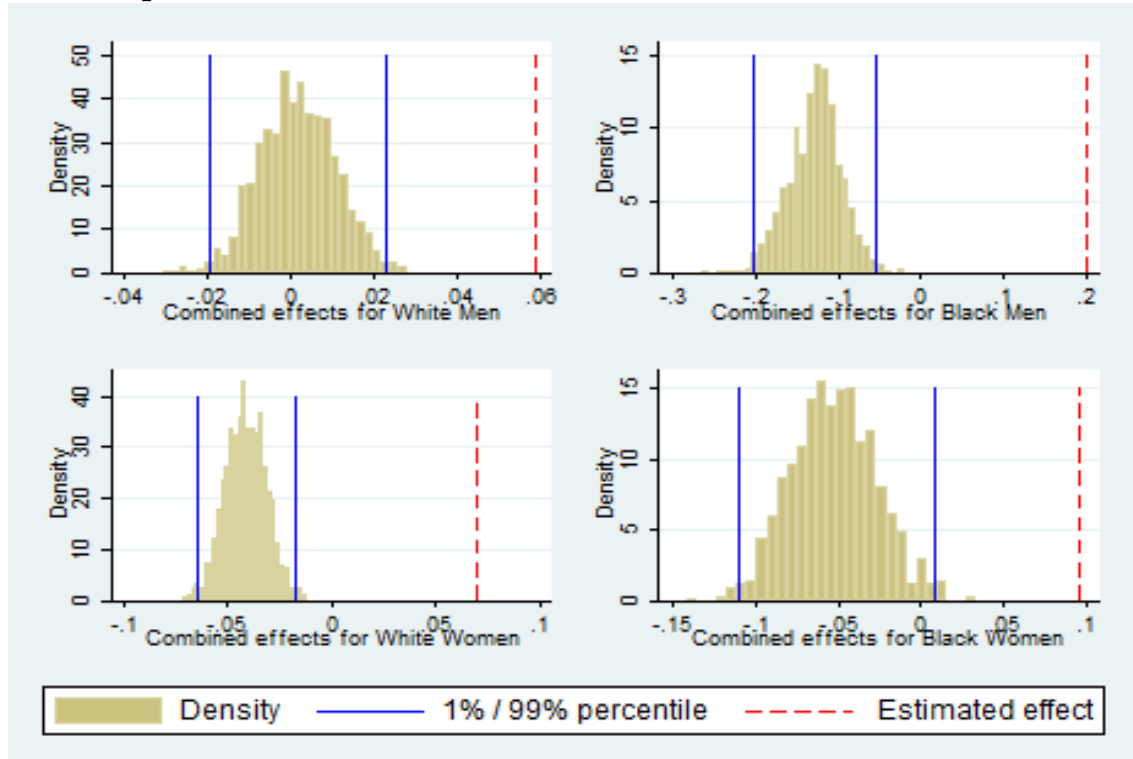 50
40
30
20
10
0
Density
-.04 -.02 0 .02 .04 .06
Combined effects for White Men
15
10
5
0
Density
-.3 -.2 -.1 0 .1 .2
Combined effects for Black Men
40
30
20
10
0
Density
-.1 -.05 0 .05 .1
Combined effects for White Women
15
10
5
0
Density
-.15 -.1 -.05 0 .05 .1
Combined effects for Black Women
Density 1% / 99% percentile Estimated effect